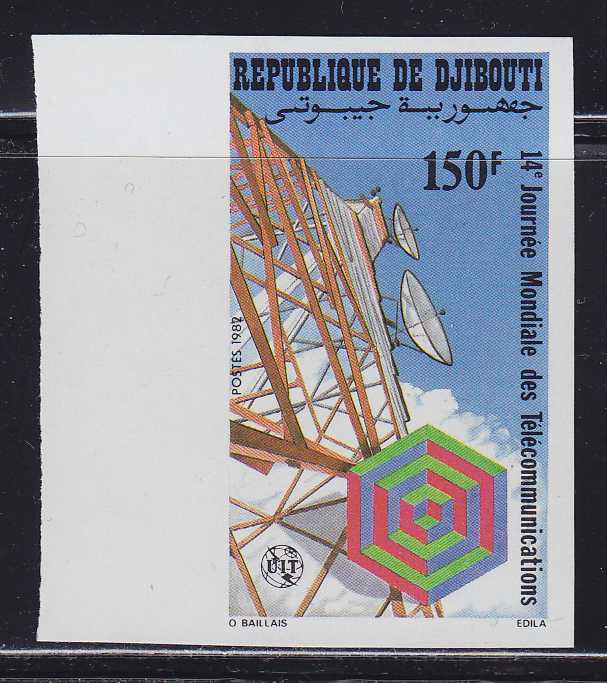 REPUBLIQUE DE DJIBOUTI
جمهورية جيبوتي
150F
14e Journée Mondiale des Télécommunications
POSTES 1982
UIT
O BAILLAIS
EDILA